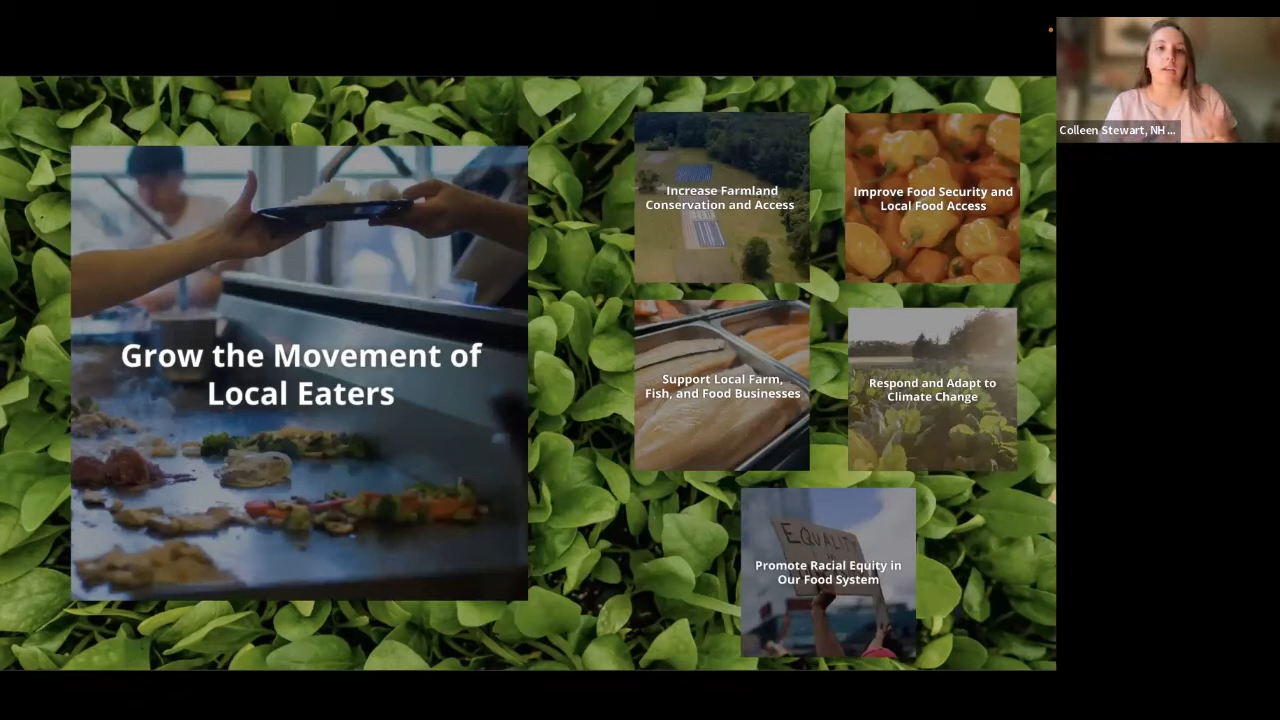 Grow the Movement of
Local Eaters
Increase Farmland
Conservation and Access
Improve Food Security and
Local Food Access
Support Local Farm,
Fish, and Food Businesses
Respond and Adapt to
Climate Change
EQUALITY
Promote Racial Equity in
Our Food System
Colleen Stewart, NH...